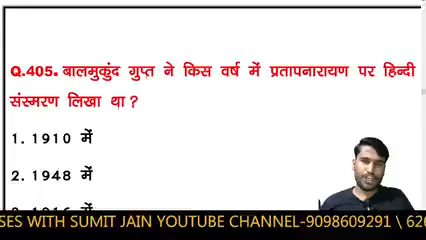 Q.405. बालमुकुंद गुप्त ने किस वर्ष में प्रतापनारायण पर हिन्दी
संस्मरण लिखा था ?
1. 1910 में
2. 1948 में
SES WITH SUMIT JAIN YOUTUBE CHANNEL-9098609291 \ 626